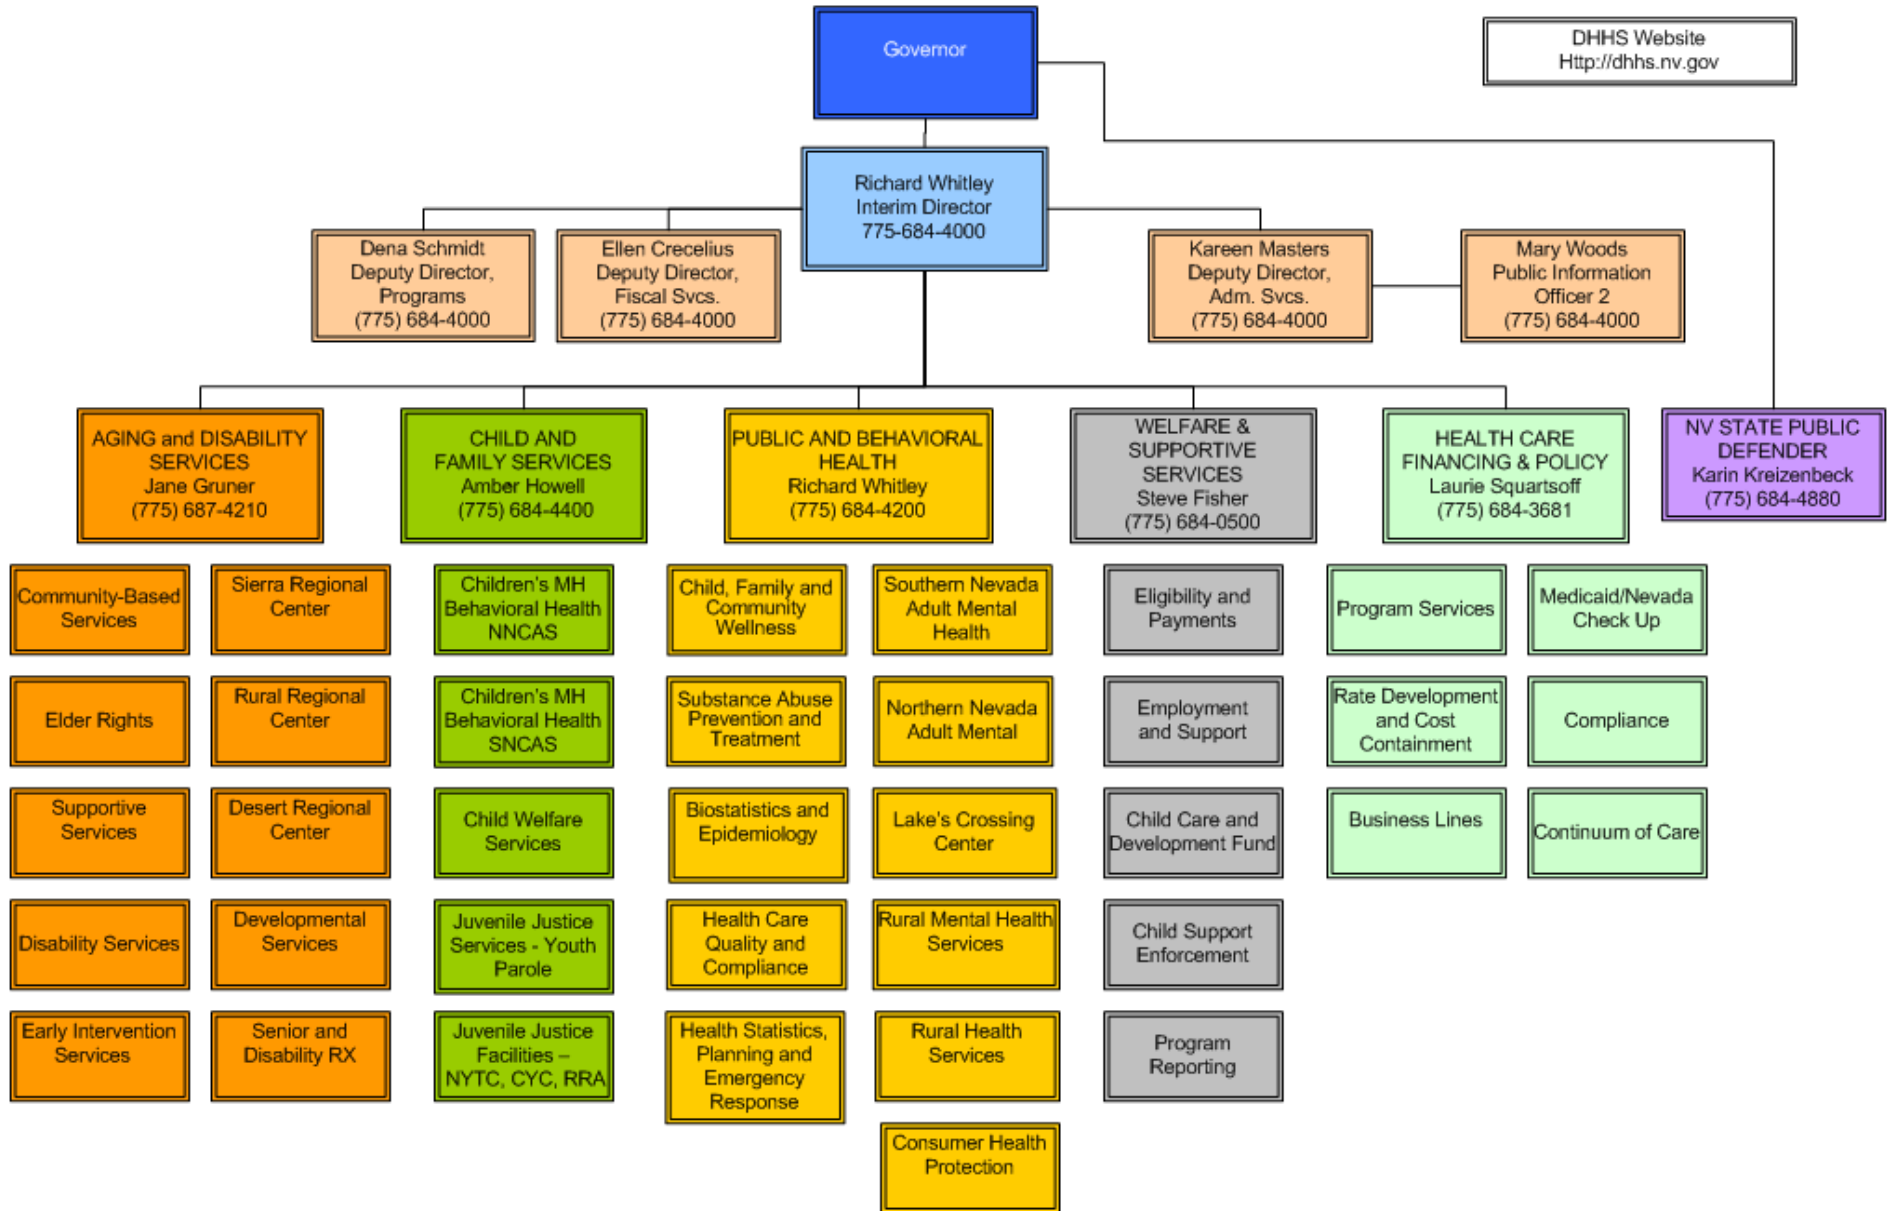 Governor
DHHS Website
Http://dhhs.nv.gov
Richard Whitley
Interim Director
775-684-4000
Dena Schmidt
Deputy Director,
Programs
(775) 684-4000
Ellen Crecelius
Deputy Director,
Fiscal Svcs.
(775) 684-4000
Kareen Masters
Deputy Director,
Adm. Svcs.
(775) 684-4000
Mary Woods
Public Information
Officer 2
(775) 684-4000
AGING and DISABILITY
SERVICES
Jane Gruner
(775) 687-4210
CHILD AND
FAMILY SERVICES
Amber Howell
(775) 684-4400
PUBLIC AND BEHAVIORAL
HEALTH
Richard Whitley
(775) 684-4200
WELFARE &
SUPPORTIVE
SERVICES
Steve Fisher
(775) 684-0500
HEALTH CARE
FINANCING & POLICY
Laurie Squartsoff
(775) 684-3681
NV STATE PUBLIC
DEFENDER
Karin Kreizenbeck
(775) 684-4880
Community-Based
Services
Sierra Regional
Center
Children's MH
Behavioral Health
NNCAS
Child, Family and
Community
Wellness
Southern Nevada
Adult Mental
Health
Eligibility and
Payments
Program Services
Medicaid/Nevada
Check Up
Elder Rights
Rural Regional
Center
Children's MH
Behavioral Health
SNCAS
Substance Abuse
Prevention and
Treatment
Northern Nevada
Adult Mental
Employment
and Support
Rate Development
and Cost
Containment
Compliance
Supportive
Services
Desert Regional
Center
Child Welfare
Services
Biostatistics and
Epidemiology
Lake's Crossing
Center
Child Care and
Development Fund
Business Lines
Continuum of Care
Disability Services
Developmental
Services
Juvenile Justice
Services - Youth
Parole
Health Care
Quality and
Compliance
Rural Mental Health
Services
Child Support
Enforcement
Early Intervention
Services
Senior and
Disability RX
Juvenile Justice
Facilities –
NYTC, CYC, RRA
Health Statistics,
Planning and
Emergency
Response
Rural Health
Services
Program
Reporting
Consumer Health
Protection